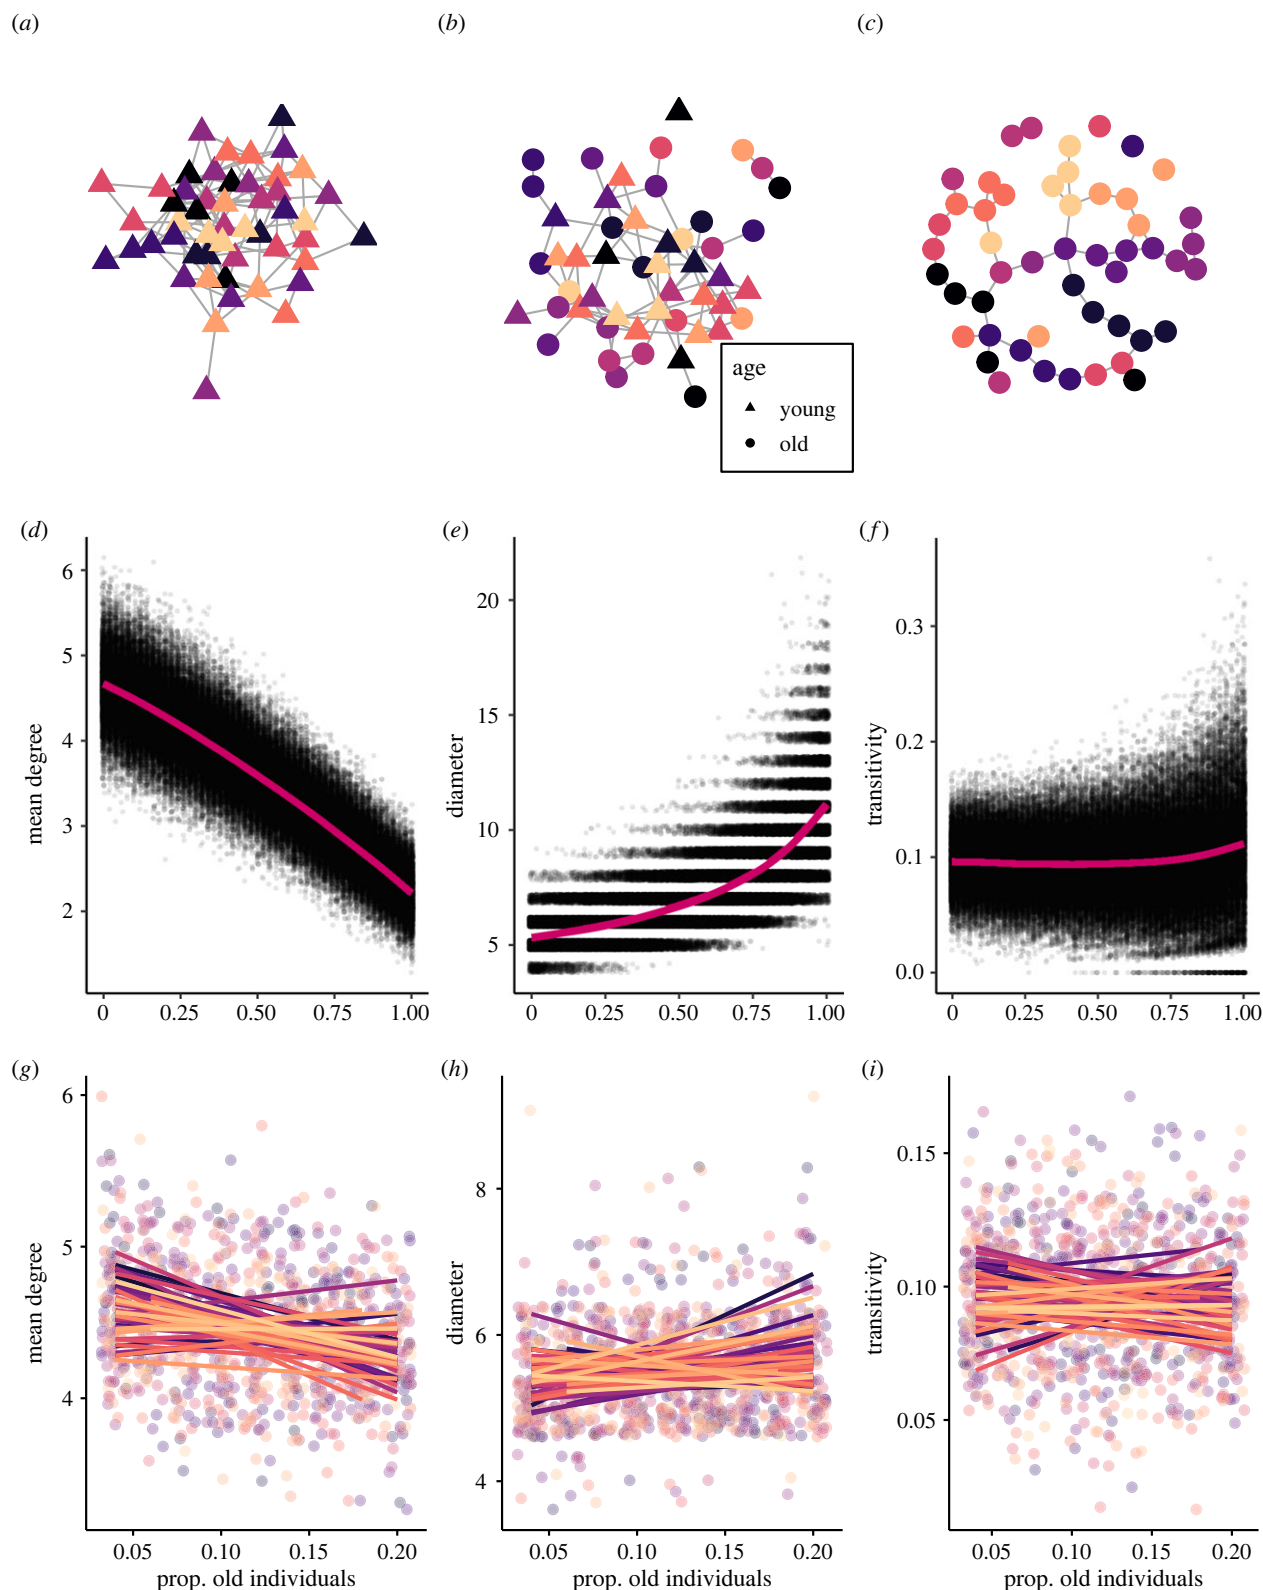 (a) (b) (c)
age
young
old
(d) (e) (f)
mean degree
6
5
4
3
2
0 0.25 0.50 0.75 1.00
diameter
20
15
10
5
0 0.25 0.50 0.75 1.00
transitivity
0.3
0.2
0.1
0.0
0 0.25 0.50 0.75 1.00
(g) (h) (i)
mean degree
6
5
4
0.05 0.10 0.15 0.20
prop. old individuals
diameter
8
6
4
0.05 0.10 0.15 0.20
prop. old individuals
transitivity
0.15
0.10
0.05
0.05 0.10 0.15 0.20
prop. old individuals